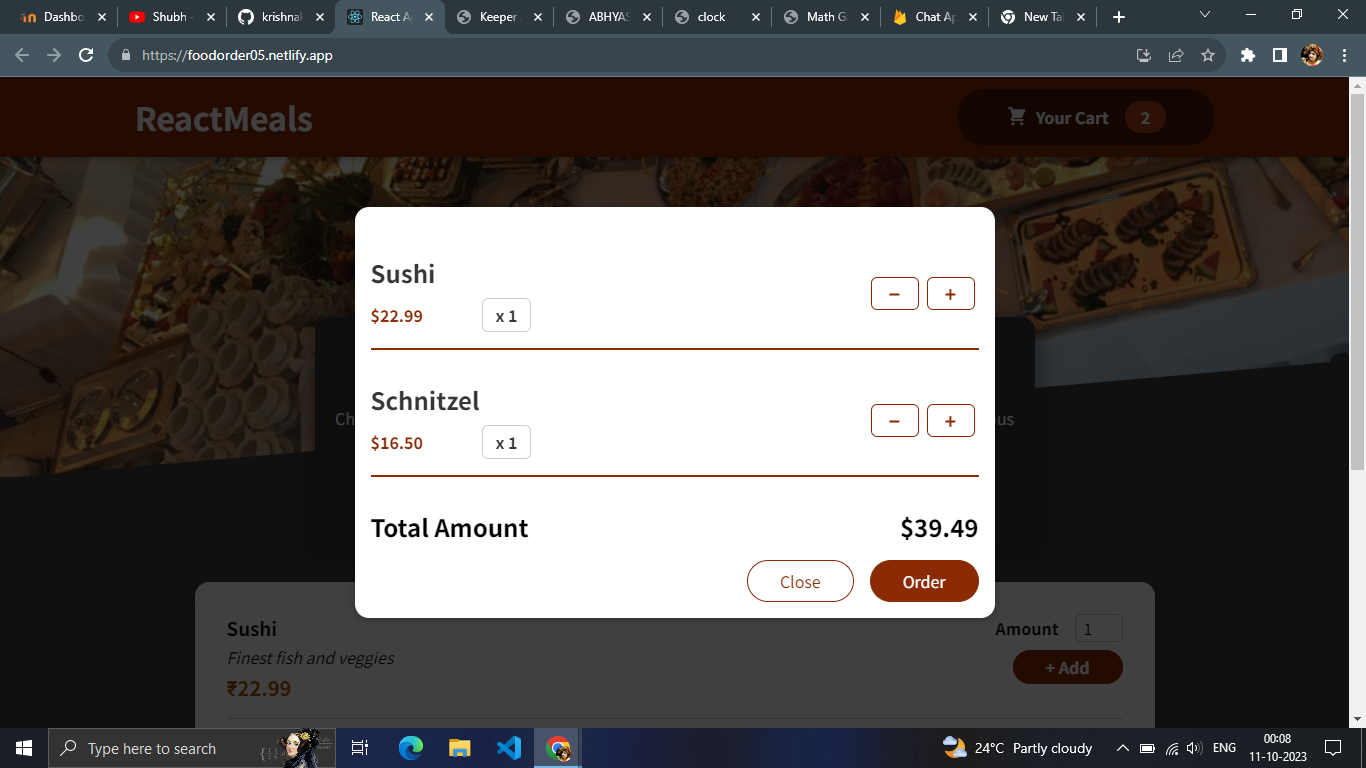 Dashbo
Shubh
krishna
React A
Keeper
ABHYAS
clock
Math G
Chat Ap
New Ta
https://foodorder05.netlify.app
ReactMeals
Your Cart 2
Sushi
$22.99 x 1
− +
Schnitzel
$16.50 x 1
− +
Total Amount $39.49
Close Order
Ch
ous
Sushi
Amount 1
Finest fish and veggies
₹22.99
+ Add
Type here to search
24°C Partly cloudy
ENG
00:08
11-10-2023